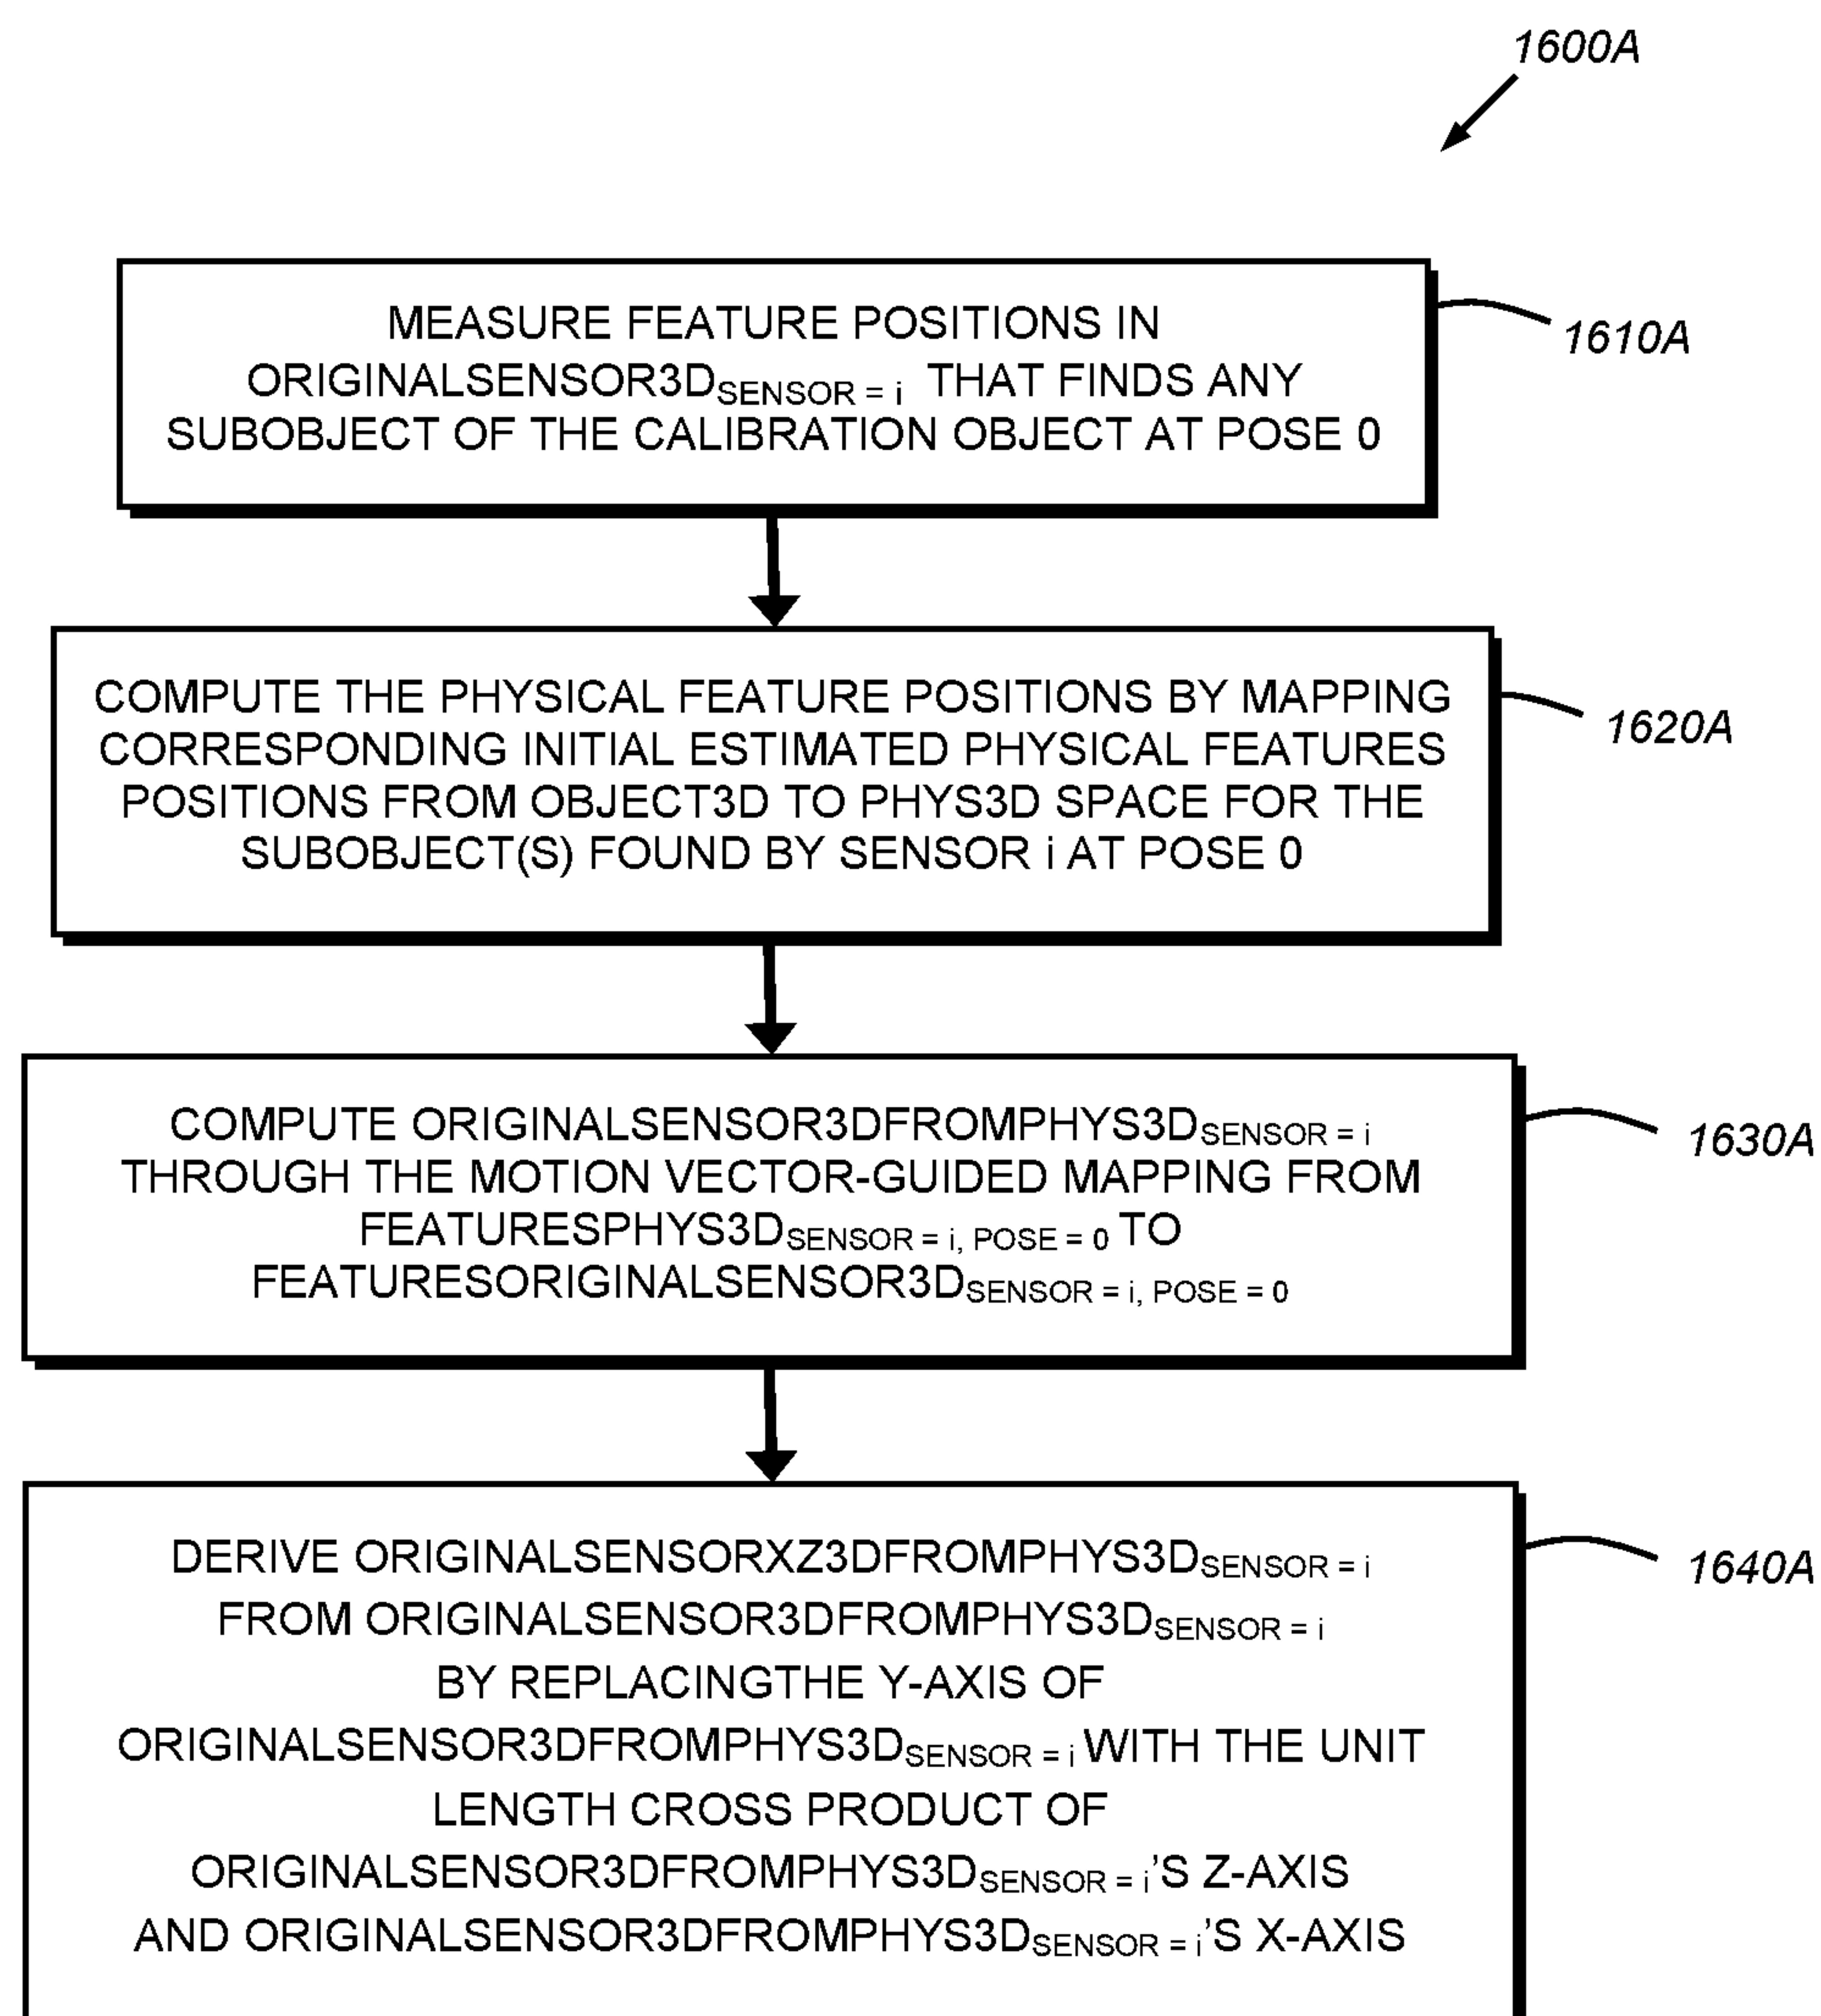 1600A
MEASURE FEATURE POSITIONS IN
ORIGINALSENSOR3DSENSOR = i THAT FINDS ANY
SUBOBJECT OF THE CALIBRATION OBJECT AT POSE 0
1610A
COMPUTE THE PHYSICAL FEATURE POSITIONS BY MAPPING
CORRESPONDING INITIAL ESTIMATED PHYSICAL FEATURES
POSITIONS FROM OBJECT3D TO PHYS3D SPACE FOR THE
SUBOBJECT(S) FOUND BY SENSOR i AT POSE 0
1620A
COMPUTE ORIGINALSENSOR3DFROMPHYS3DSENSOR = i
THROUGH THE MOTION VECTOR-GUIDED MAPPING FROM
FEATURESPHYS3DSENSOR = i, POSE = 0 TO
FEATURESORIGINALSENSOR3DSENSOR = i, POSE = 0
1630A
DERIVE ORIGINALSENSORXZ3DFROMPHYS3DSENSOR = i
FROM ORIGINALSENSOR3DFROMPHYS3DSENSOR = i
BY REPLACINGTHE Y-AXIS OF
ORIGINALSENSOR3DFROMPHYS3DSENSOR = i WITH THE UNIT
LENGTH CROSS PRODUCT OF
ORIGINALSENSOR3DFROMPHYS3DSENSOR = i'S Z-AXIS
AND ORIGINALSENSOR3DFROMPHYS3DSENSOR = i'S X-AXIS
1640A